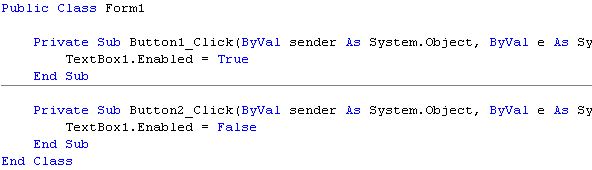 Public Class Form1
Private Sub Button1_Click(ByVal sender As System.Object, ByVal e As Sy
TextBox1.Enabled = True
End Sub
Private Sub Button2_Click(ByVal sender As System.Object, ByVal e As Sy
TextBox1.Enabled = False
End Sub
End Class